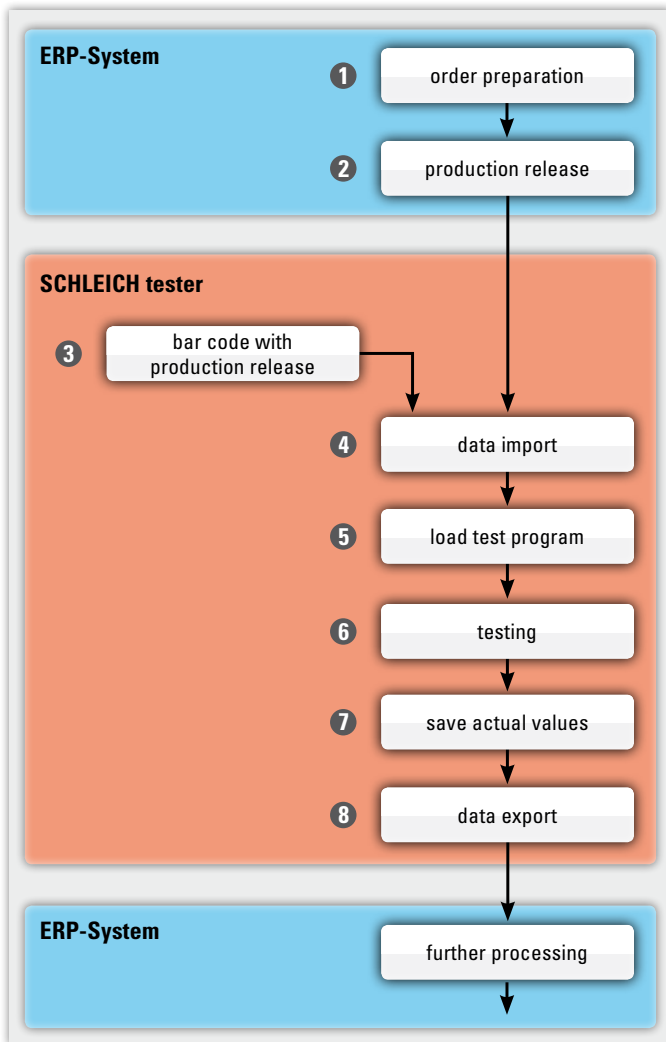 ERP-System
1 order preparation
2 production release
SCHLEICH tester
3 bar code with
production release
4 data import
5 load test program
6 testing
7 save actual values
8 data export
ERP-System
further processing